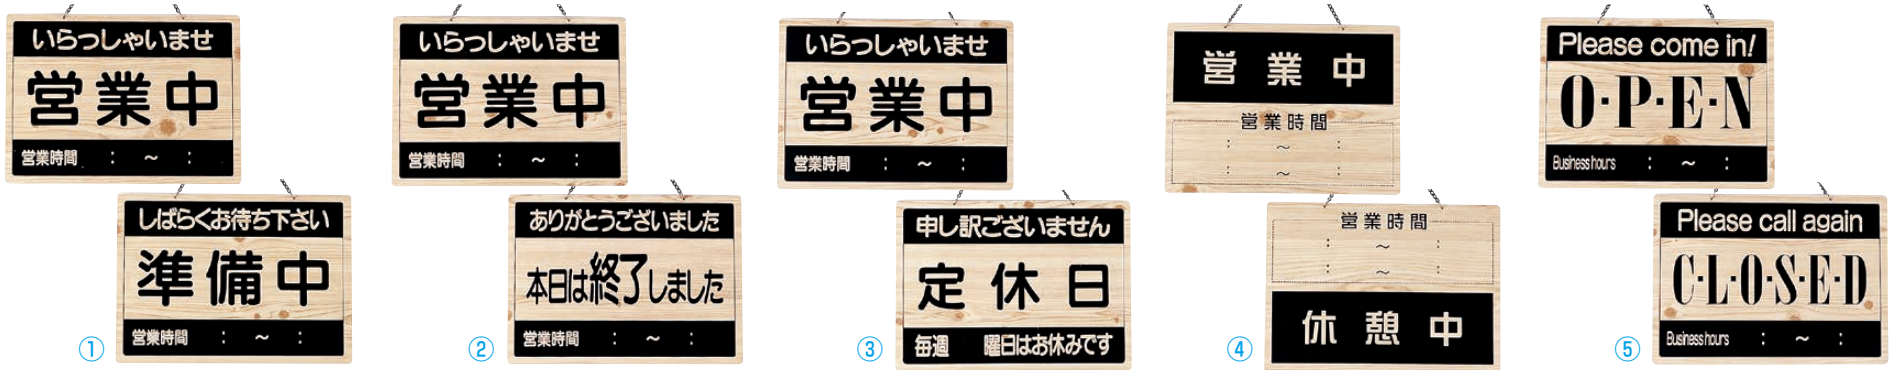 いらっしゃいませ
営業中
営業時間 : ～ :
しばらくお待ち下さい
準備中
営業時間 : ～ :
①
いらっしゃいませ
営業中
営業時間 : ～ :
ありがとうございました
本日は終了しました
営業時間 : ～ :
②
いらっしゃいませ
営業中
営業時間 : ～ :
申し訳ございません
定休日
毎週 曜日はお休みです
③
営業中
営業時間
: ～ :
: ～ :
営業時間
: ～ :
: ～ :
休憩中
④
Please come in!
O・P・E・N
Business hours : ～ :
Please call again
C・L・O・S・E・D
Business hours : ～ :
⑤